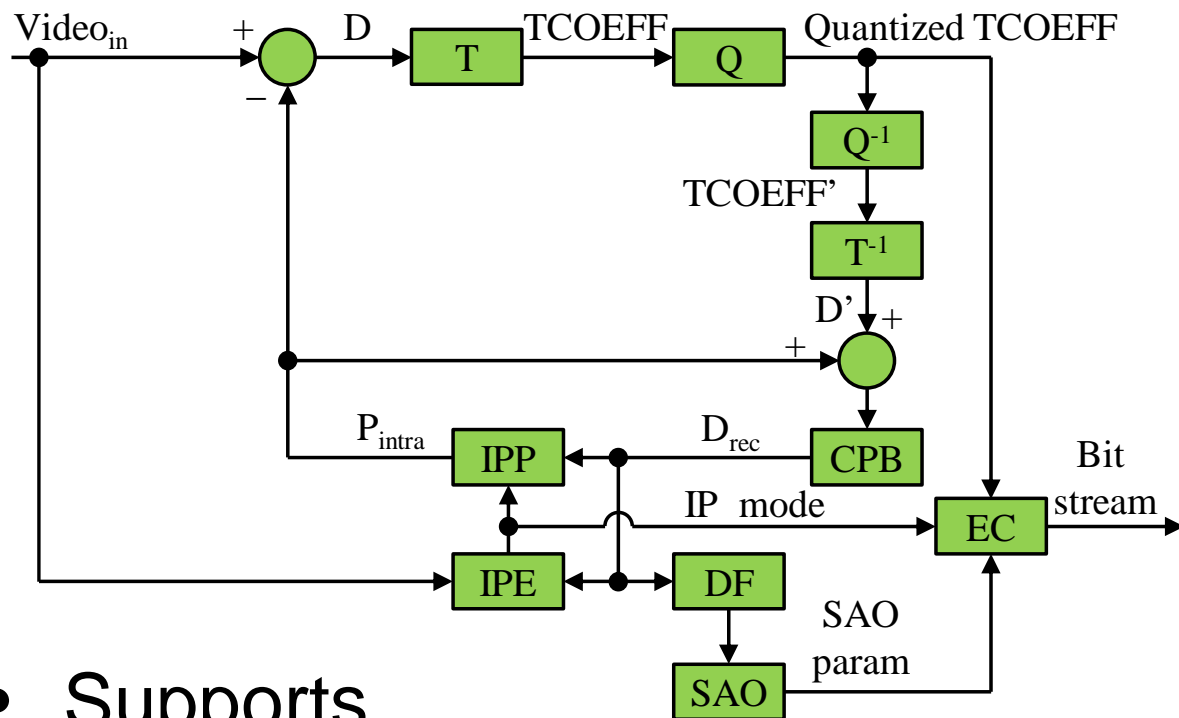 Video_in
+
D
T
TCOEFF
Q
Quantized TCOEFF
−
Q⁻¹
TCOEFF’
T⁻¹
D’
+
+
P_intra
IPP
D_rec
CPB
Bit
stream
IP mode
EC
IPE
DF
SAO
param
SAO
• Supports